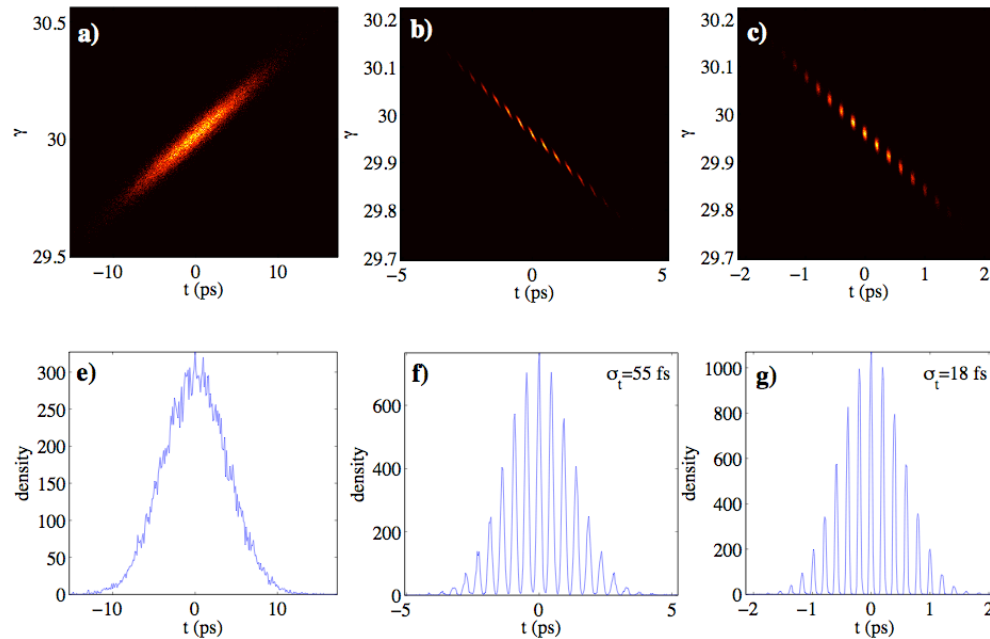 a)
30.5
30
29.5
γ
−10
0
10
t (ps)
b)
30.2
30.1
30
29.9
29.8
29.7
γ
−5
0
5
t (ps)
c)
30.2
30.1
30
29.9
29.8
29.7
γ
−2
−1
0
1
2
t (ps)
e)
300
250
200
150
100
50
0
density
−10
0
10
t (ps)
f)
σt=55 fs
600
400
200
0
density
−5
0
5
t (ps)
g)
σt=18 fs
1000
800
600
400
200
0
density
−2
−1
0
1
2
t (ps)